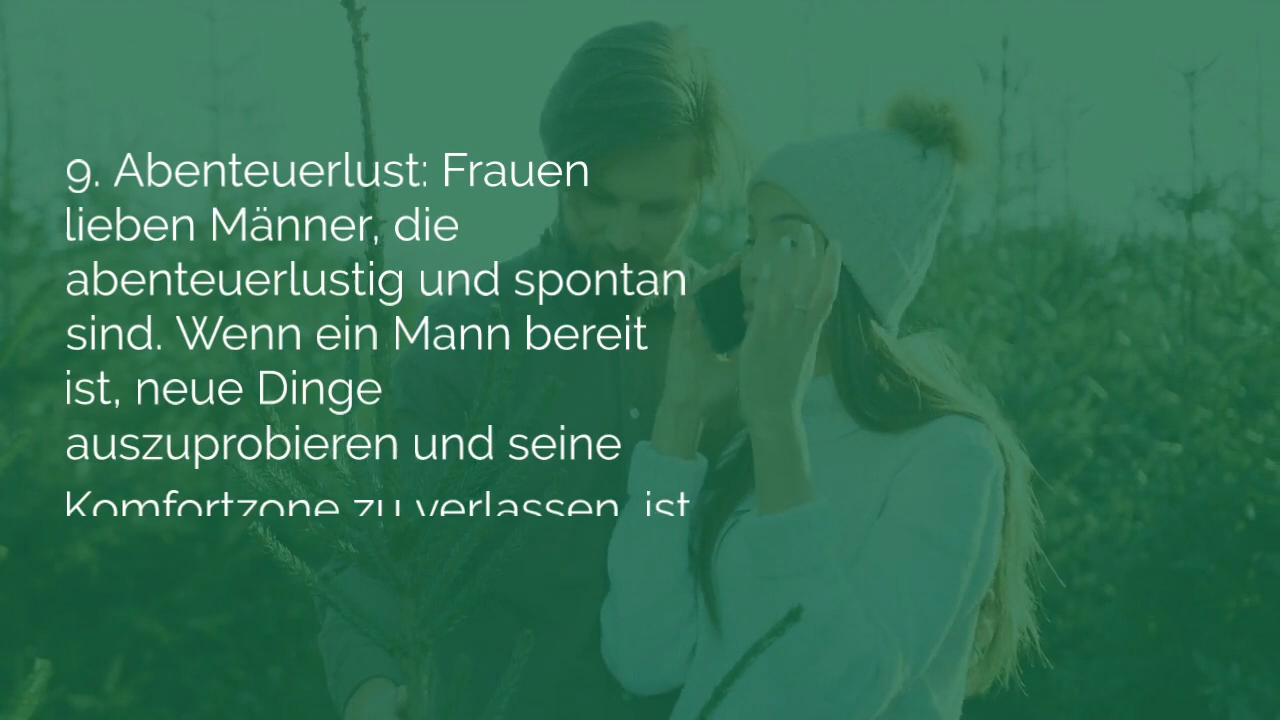 9. Abenteuerlust: Frauen
lieben Männer, die
abenteuerlustig und spontan
sind. Wenn ein Mann bereit
ist, neue Dinge
auszuprobieren und seine
Komfortzone zu verlassen, ist